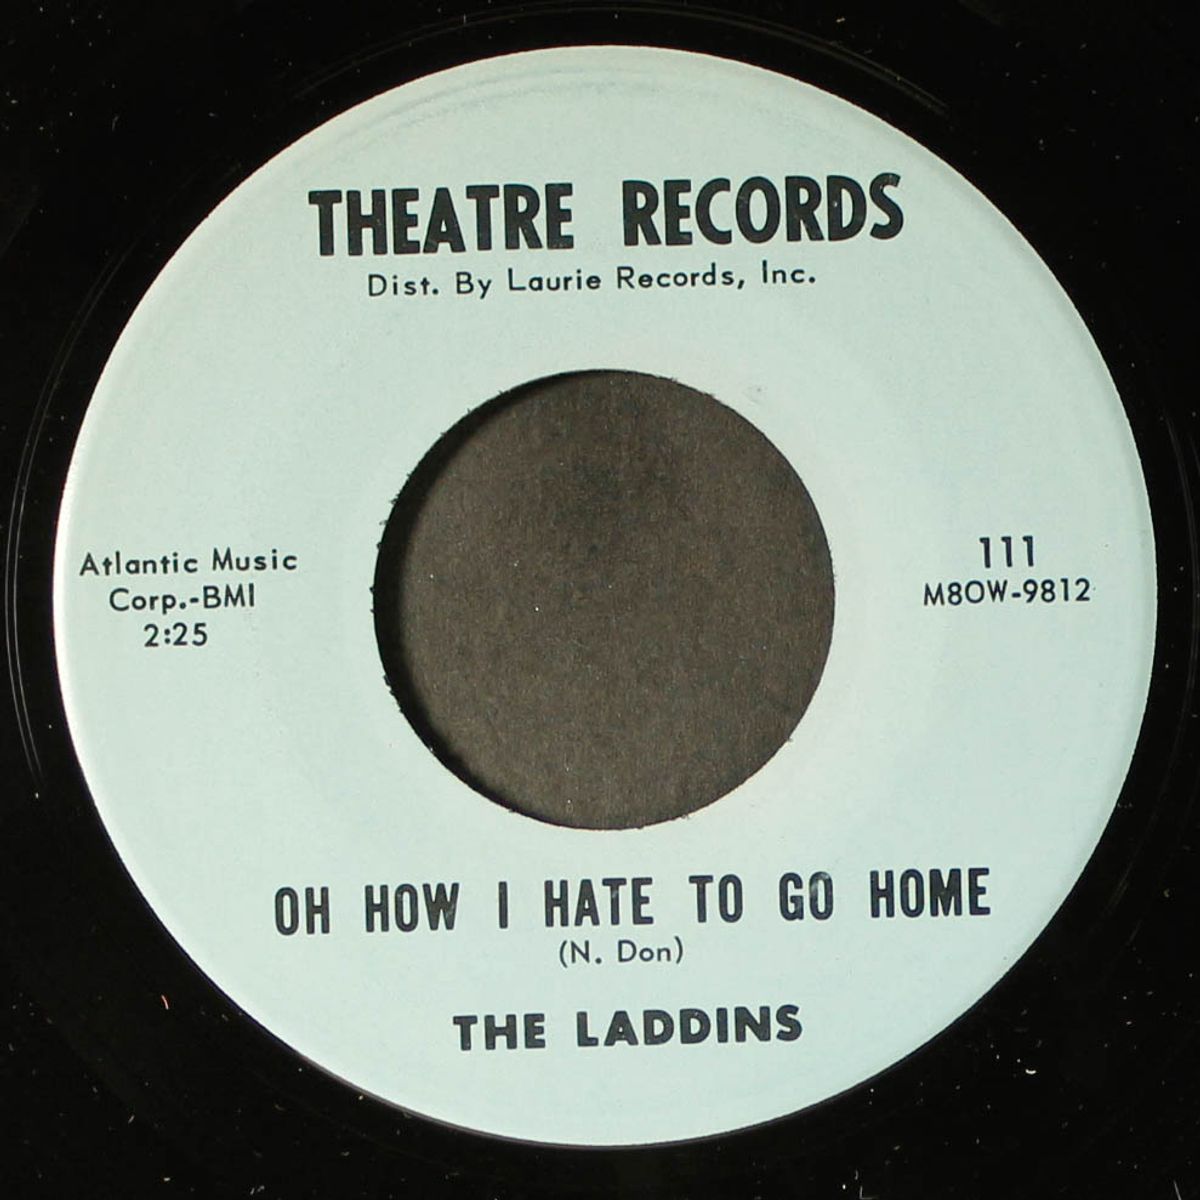 THEATRE RECORDS
Dist. By Laurie Records, Inc.
Atlantic Music
Corp.-BMI
2:25
111
M8OW-9812
OH HOW I HATE TO GO HOME
(N. Don)
THE LADDINS